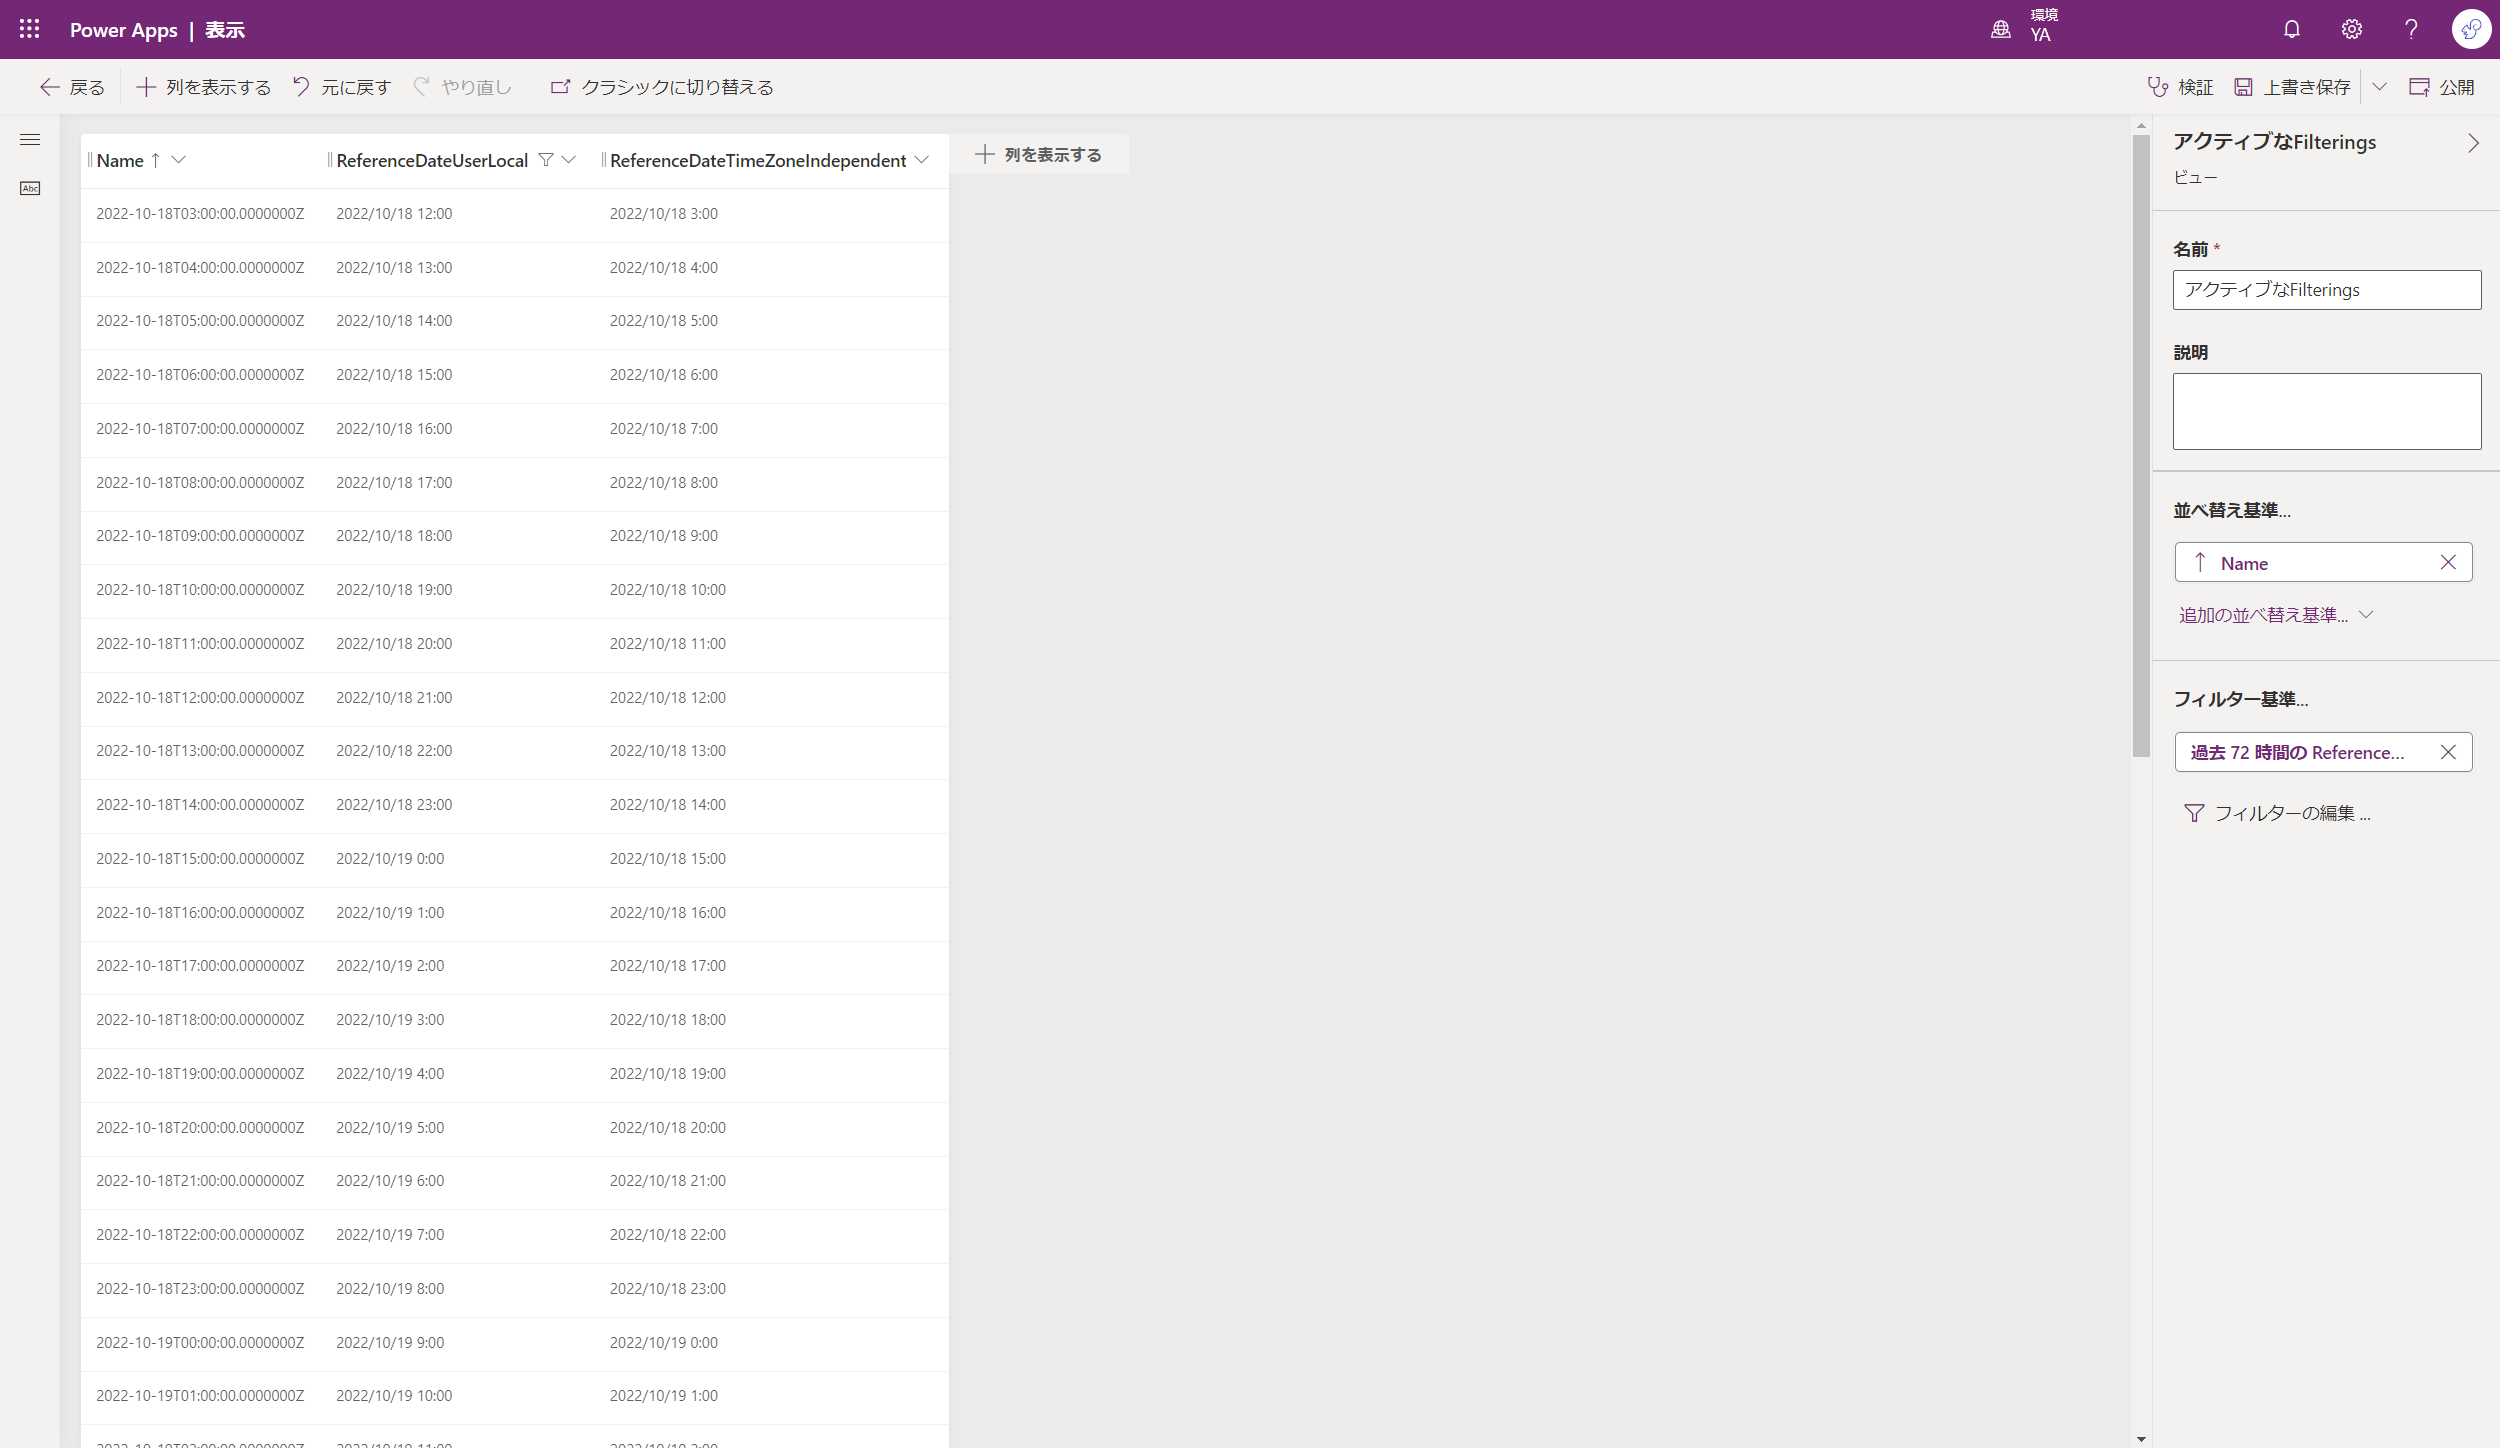 Power Apps | 表示
環境
YA
戻る 列を表示する 元に戻す やり直し クラシックに切り替える 検証 上書き保存 公開
Abc
Name ReferenceDateUserLocal ReferenceDateTimeZoneIndependent 列を表示する
2022-10-18T03:00:00.0000000Z 2022/10/18 12:00 2022/10/18 3:00
2022-10-18T04:00:00.0000000Z 2022/10/18 13:00 2022/10/18 4:00
2022-10-18T05:00:00.0000000Z 2022/10/18 14:00 2022/10/18 5:00
2022-10-18T06:00:00.0000000Z 2022/10/18 15:00 2022/10/18 6:00
2022-10-18T07:00:00.0000000Z 2022/10/18 16:00 2022/10/18 7:00
2022-10-18T08:00:00.0000000Z 2022/10/18 17:00 2022/10/18 8:00
2022-10-18T09:00:00.0000000Z 2022/10/18 18:00 2022/10/18 9:00
2022-10-18T10:00:00.0000000Z 2022/10/18 19:00 2022/10/18 10:00
2022-10-18T11:00:00.0000000Z 2022/10/18 20:00 2022/10/18 11:00
2022-10-18T12:00:00.0000000Z 2022/10/18 21:00 2022/10/18 12:00
2022-10-18T13:00:00.0000000Z 2022/10/18 22:00 2022/10/18 13:00
2022-10-18T14:00:00.0000000Z 2022/10/18 23:00 2022/10/18 14:00
2022-10-18T15:00:00.0000000Z 2022/10/19 0:00 2022/10/18 15:00
2022-10-18T16:00:00.0000000Z 2022/10/19 1:00 2022/10/18 16:00
2022-10-18T17:00:00.0000000Z 2022/10/19 2:00 2022/10/18 17:00
2022-10-18T18:00:00.0000000Z 2022/10/19 3:00 2022/10/18 18:00
2022-10-18T19:00:00.0000000Z 2022/10/19 4:00 2022/10/18 19:00
2022-10-18T20:00:00.0000000Z 2022/10/19 5:00 2022/10/18 20:00
2022-10-18T21:00:00.0000000Z 2022/10/19 6:00 2022/10/18 21:00
2022-10-18T22:00:00.0000000Z 2022/10/19 7:00 2022/10/18 22:00
2022-10-18T23:00:00.0000000Z 2022/10/19 8:00 2022/10/18 23:00
2022-10-19T00:00:00.0000000Z 2022/10/19 9:00 2022/10/19 0:00
2022-10-19T01:00:00.0000000Z 2022/10/19 10:00 2022/10/19 1:00
アクティブなFilterings
ビュー
名前 *
アクティブなFilterings
説明
並べ替え基準...
Name
追加の並べ替え基準...
フィルター基準...
過去 72 時間の Reference...
フィルターの編集 ...